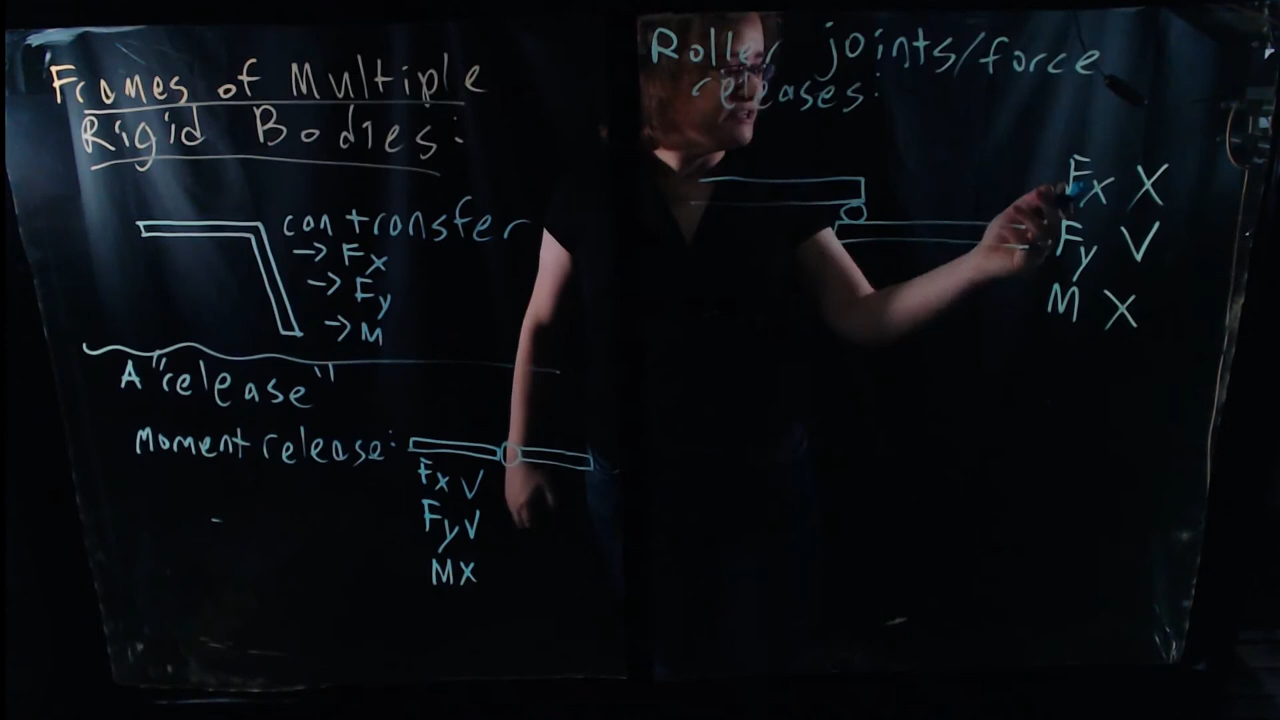 Frames of Multiple
Rigid Bodies:
can transfer
→ Fx
→ Fy
→ M
A "release"
Moment release:
Fx √
Fy √
M X
Roller joints/force
releases:
Fx X
Fy √
M X